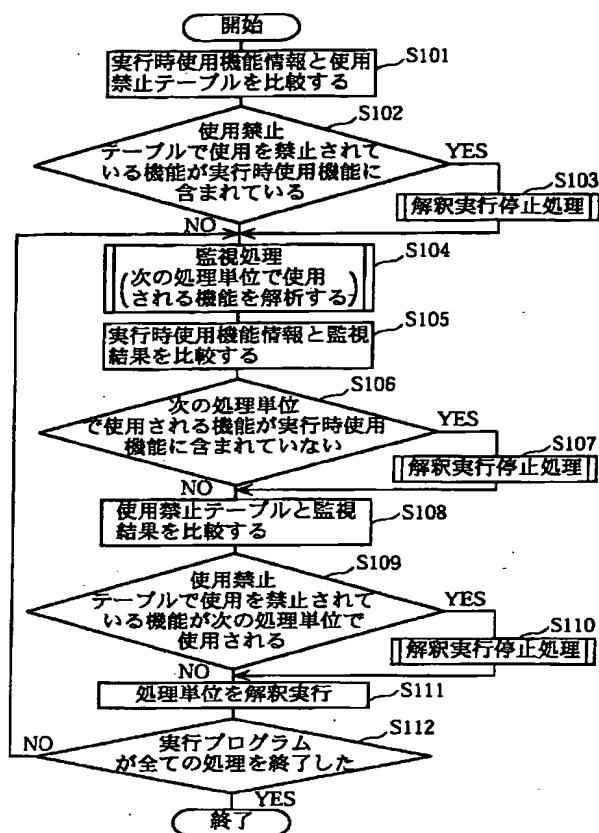 開始
実行時使用機能情報と使用
禁止テーブルを比較する
S101
S102
使用禁止
テーブルで使用を禁止されて
いる機能が実行時使用機能に
含まれている
YES
S103
解釈実行停止処理
NO
監視処理
(次の処理単位で使用
される機能を解析する)
S104
実行時使用機能情報と監視
結果を比較する
S105
S106
次の処理単位
で使用される機能が実行時使用
機能に含まれていない
YES
S107
解釈実行停止処理
NO
使用禁止テーブルと監視
結果を比較する
S108
S109
使用禁止
テーブルで使用を禁止されて
いる機能が次の処理単位で
使用される
YES
S110
解釈実行停止処理
NO
処理単位を解釈実行
S111
S112
実行プログラム
が全ての処理を終了した
NO
YES
終了